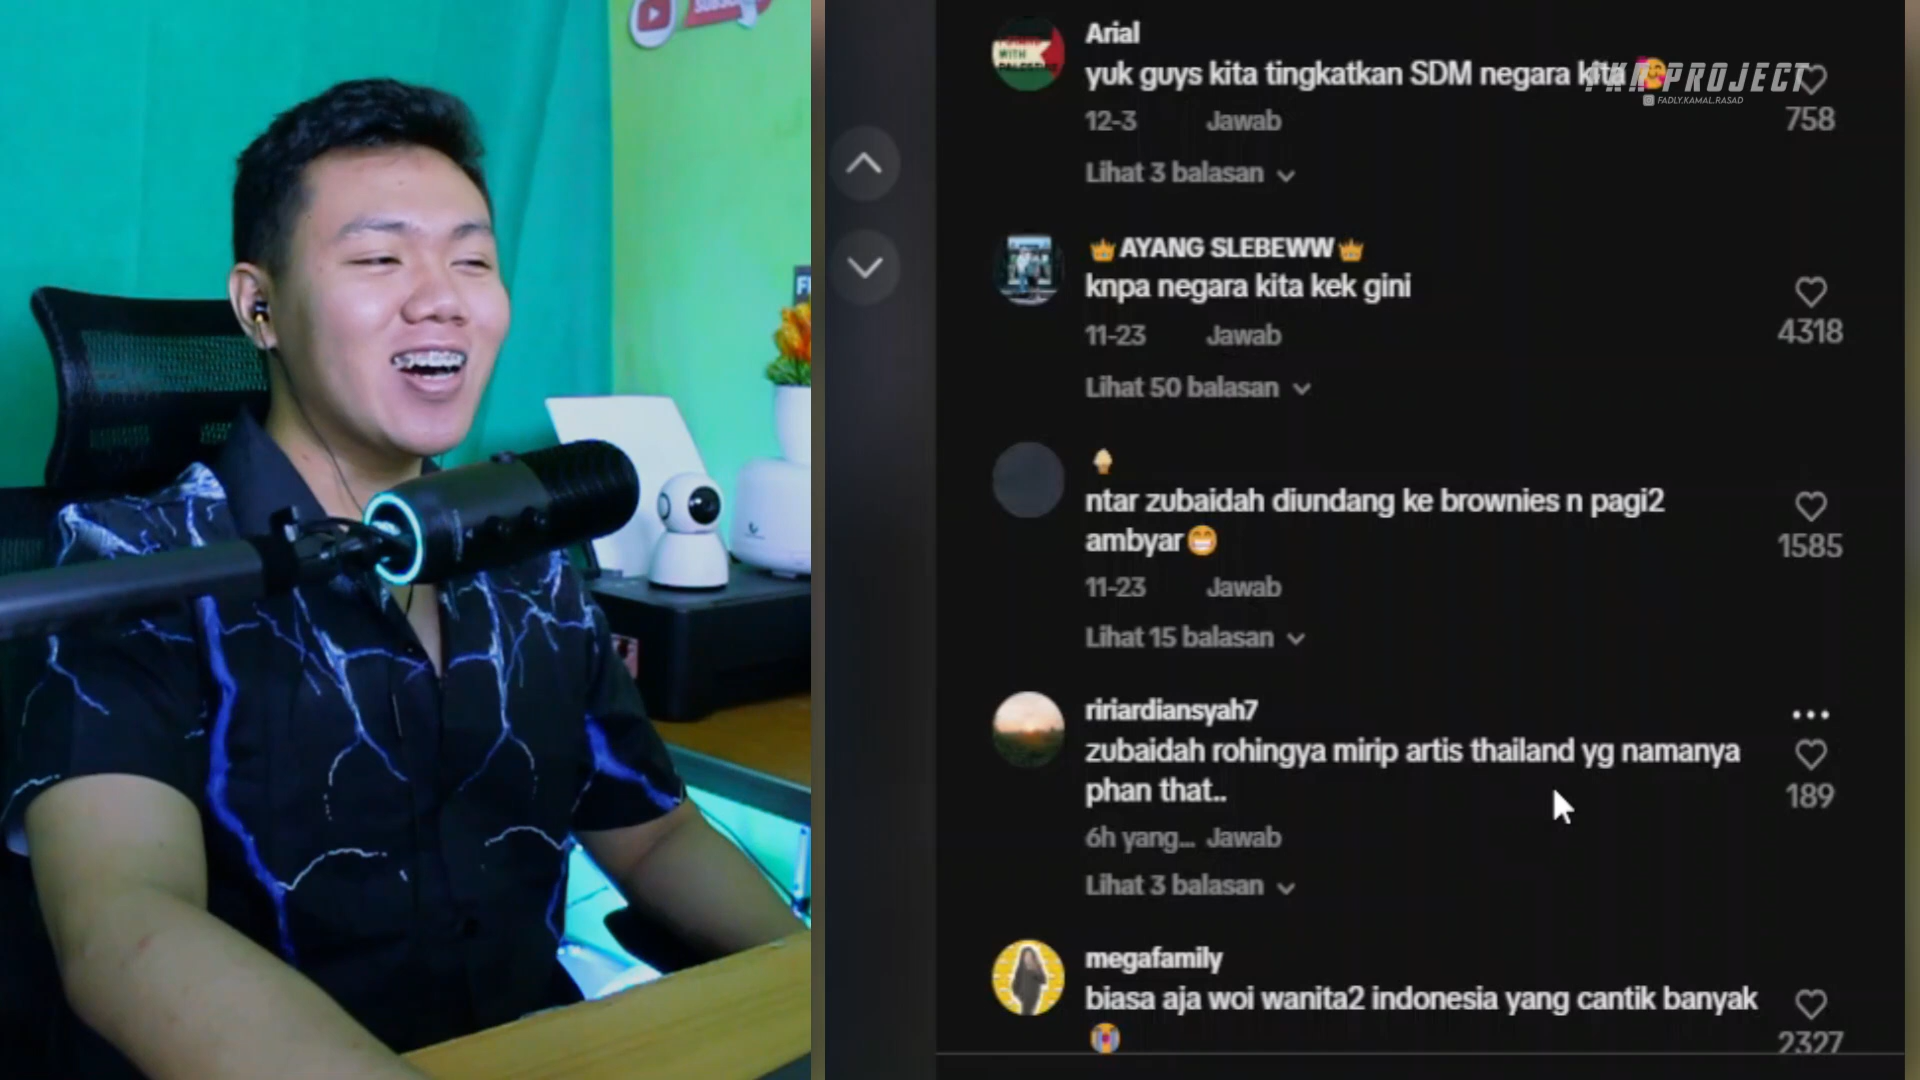 Arial
yuk guys kita tingkatkan SDM negara kita 🥰
PROJECT
FADLY.KAMAL.RASAD
12-3 Jawab
758
Lihat 3 balasan
👑AYANG SLEBEWW👑
knpa negara kita kek gini
11-23 Jawab
4318
Lihat 50 balasan
🍦
ntar zubaidah diundang ke brownies n pagi2
ambyar😁
11-23 Jawab
1585
Lihat 15 balasan
ririardiansyah7
zubaidah rohingya mirip artis thailand yg namanya
phan that..
189
6h yang... Jawab
Lihat 3 balasan
megafamily
biasa aja woi wanita2 indonesia yang cantik banyak
😭
2327